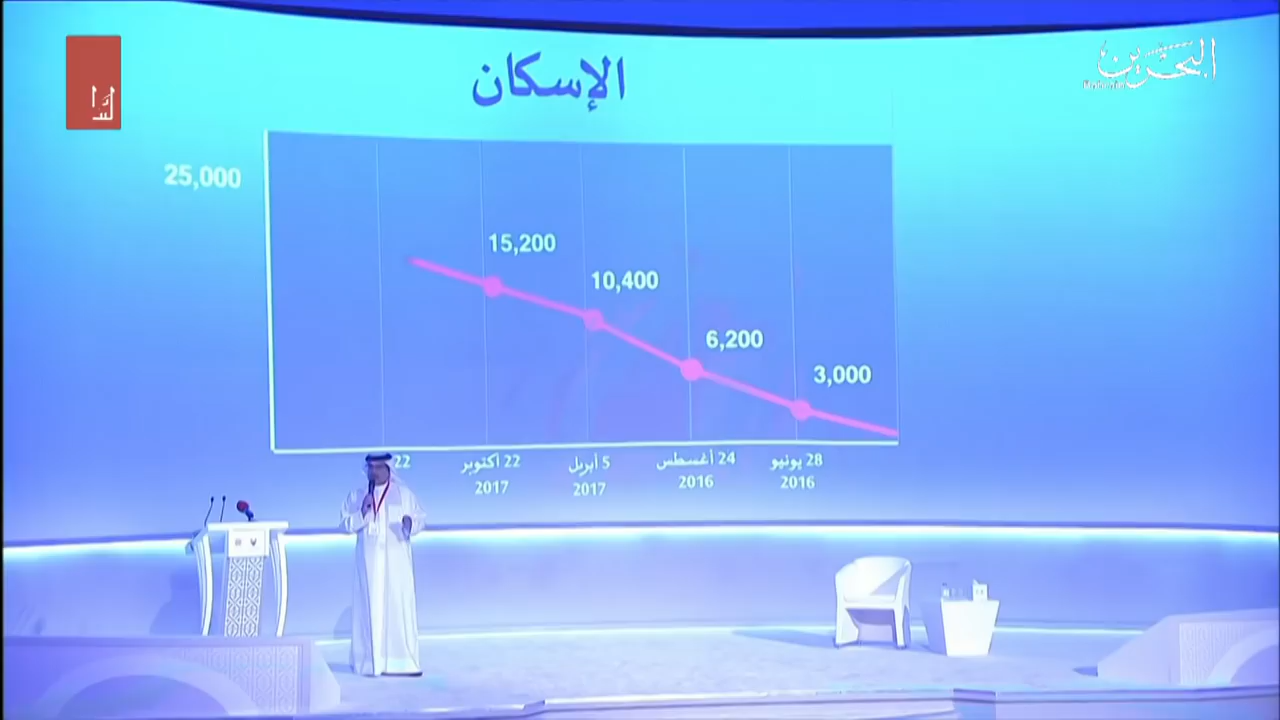 الإسكان
البحرين
25,000
15,200
10,400
6,200
3,000
28 يونيو
2016
24 أغسطس
2016
5 أبريل
2017
22 أكتوبر
2017
22